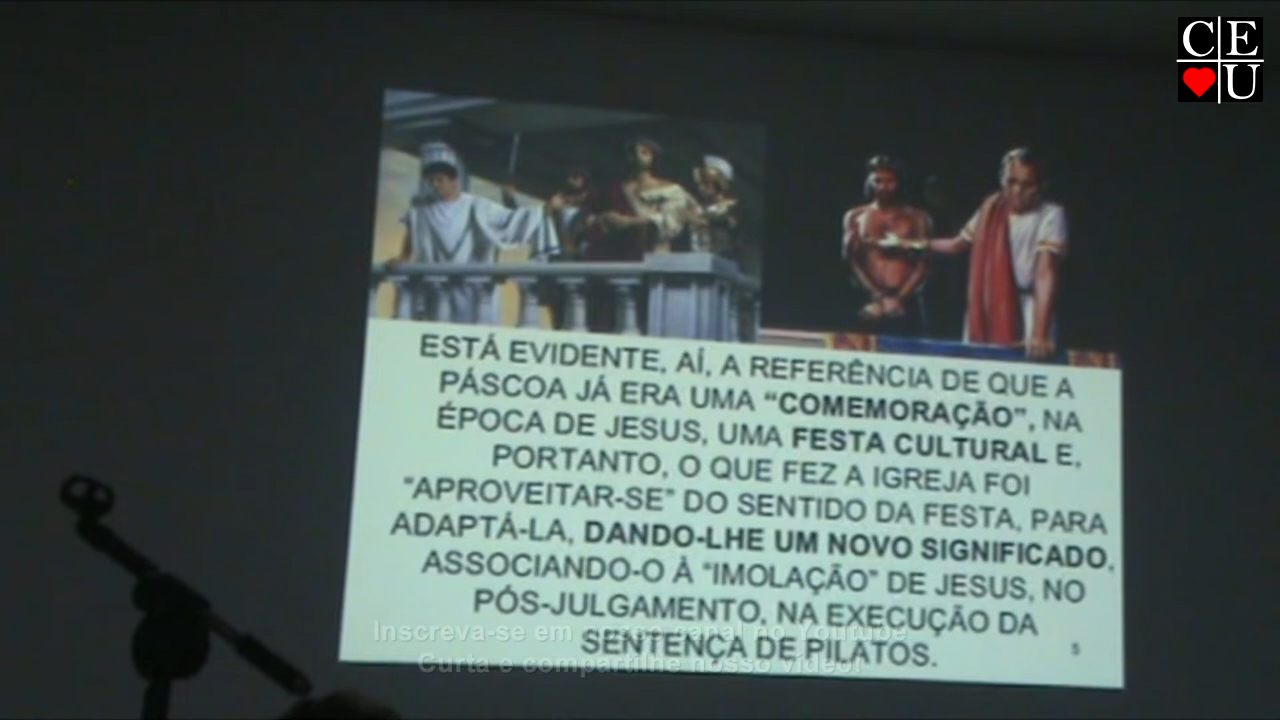 CE
U
ESTÁ EVIDENTE, AÍ, A REFERÊNCIA DE QUE A
PÁSCOA JÁ ERA UMA “COMEMORAÇÃO”, NA
ÉPOCA DE JESUS, UMA FESTA CULTURAL E,
PORTANTO, O QUE FEZ A IGREJA FOI
"APROVEITAR-SE" DO SENTIDO DA FESTA, PARA
ADAPTÁ-LA, DANDO-LHE UM NOVO SIGNIFICADO,
ASSOCIANDO-O À "IMOLAÇÃO" DE JESUS, NO
PÓS-JULGAMENTO, NA EXECUÇÃO DA
SENTENÇA DE PILATOS.
5
Inscreva-se em nosso canal no Youtube
Curta e compartilhe nosso vídeo!